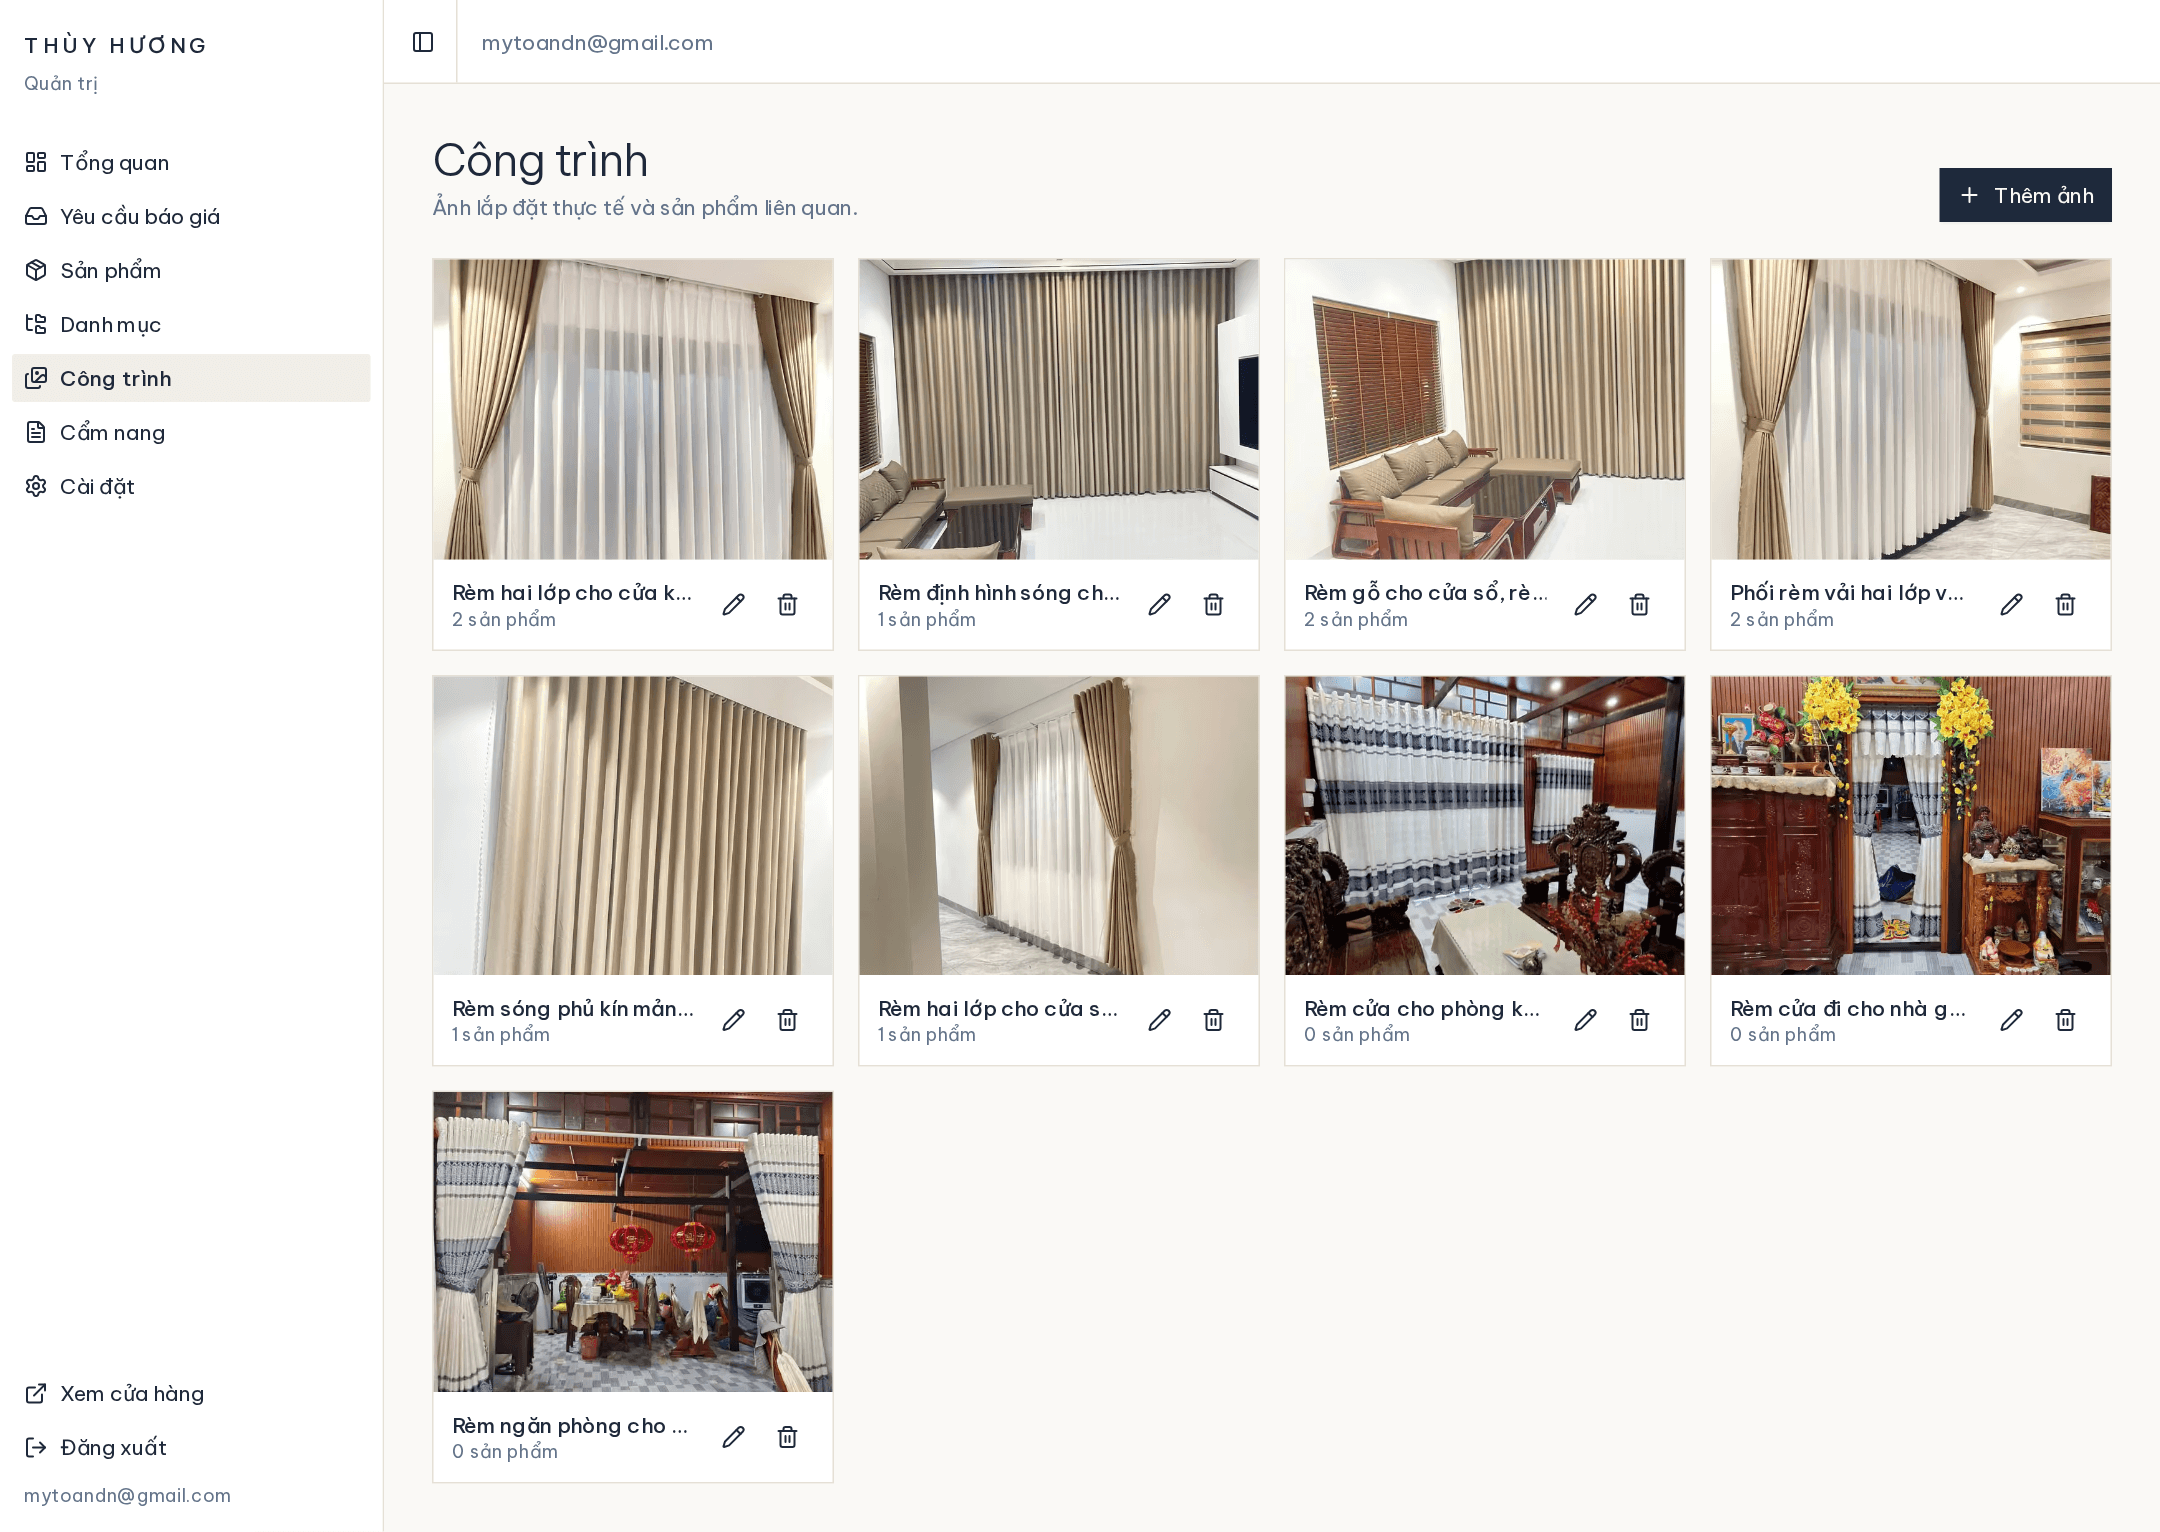 THÙY HƯƠNG
Quản trị
Tổng quan
Yêu cầu báo giá
Sản phẩm
Danh mục
Công trình
Cẩm nang
Cài đặt
Xem cửa hàng
Đăng xuất
mytoandn@gmail.com
mytoandn@gmail.com
Công trình
Ảnh lắp đặt thực tế và sản phẩm liên quan.
Thêm ảnh
Rèm hai lớp cho cửa k...
2 sản phẩm
Rèm định hình sóng ch...
1 sản phẩm
Rèm gỗ cho cửa sổ, rè...
2 sản phẩm
Phối rèm vải hai lớp v...
2 sản phẩm
Rèm sóng phủ kín mản...
1 sản phẩm
Rèm hai lớp cho cửa s...
1 sản phẩm
Rèm cửa cho phòng k...
0 sản phẩm
Rèm cửa đi cho nhà g...
0 sản phẩm
Rèm ngăn phòng cho ...
0 sản phẩm